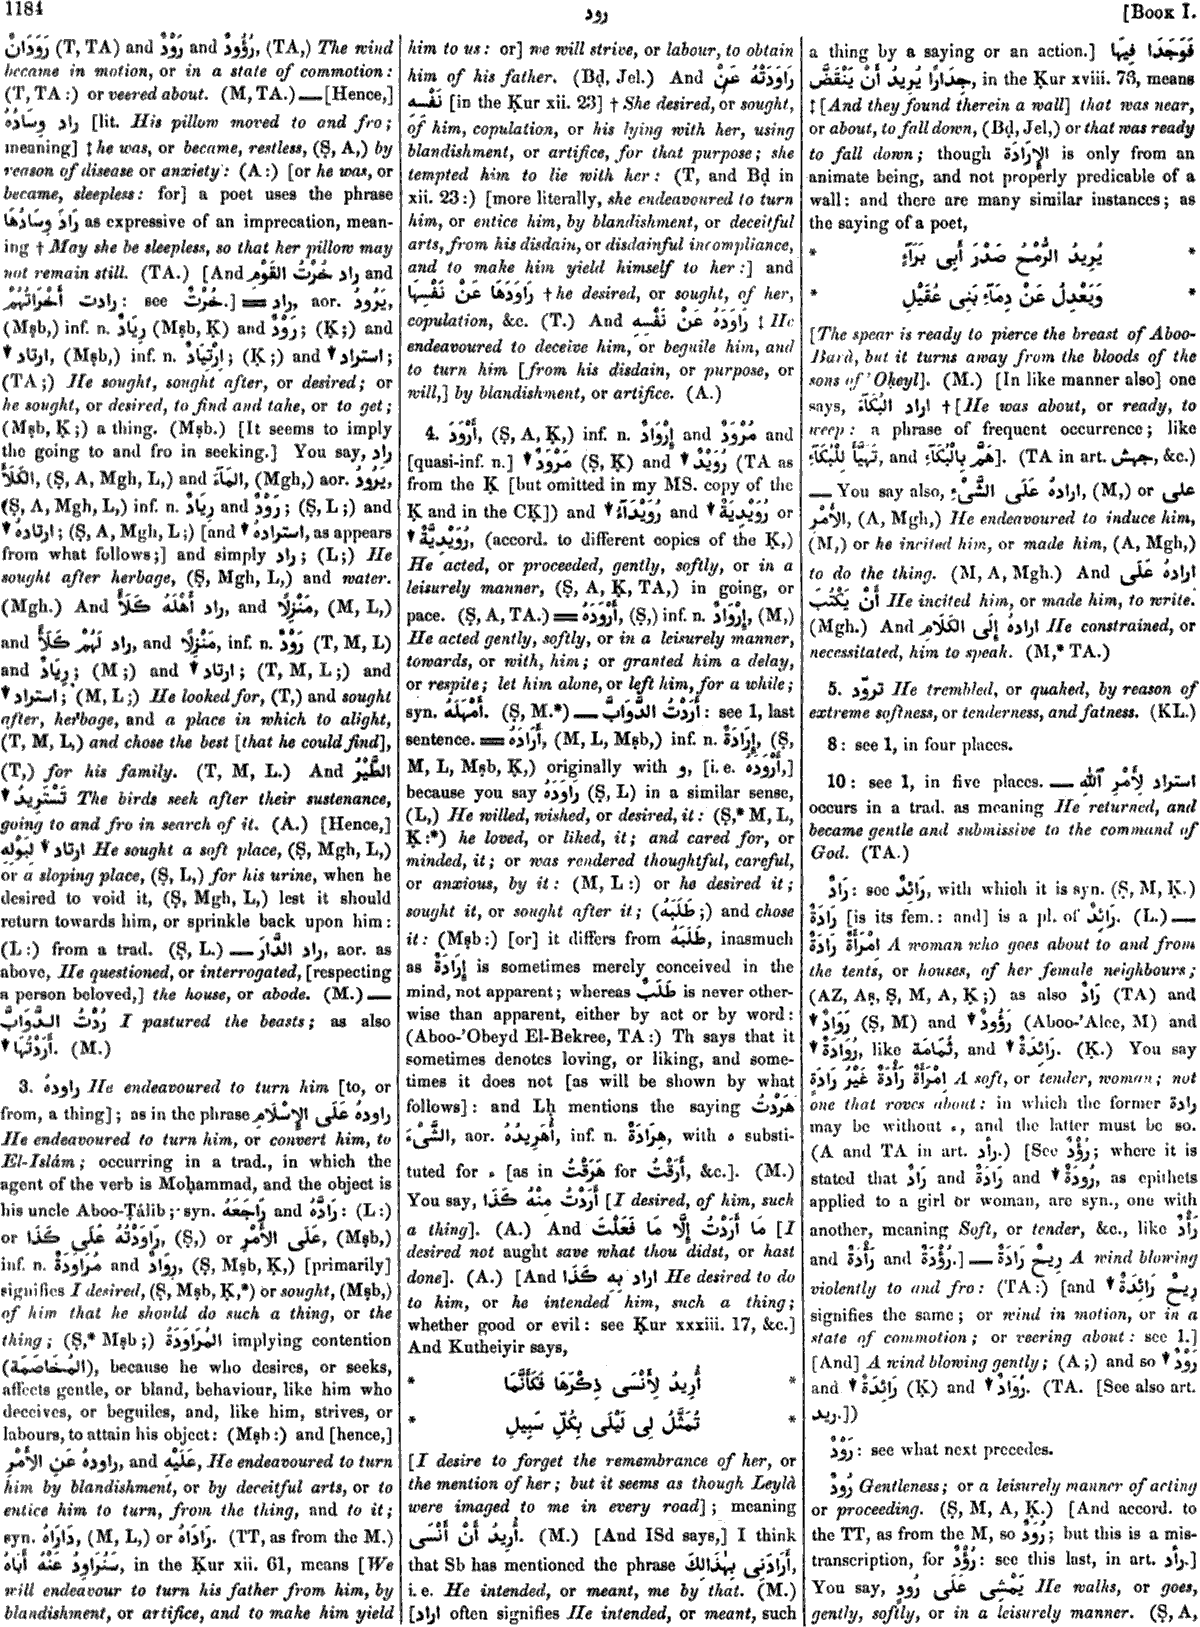 1184
رود
[Book I.
رَوَدَانٌ (T, TA) and رَوْدٌ and رُؤُودٌ, (TA,) The wind
became in motion, or in a state of commotion:
(T, TA:) or veered about. (M, TA.) — [Hence,]
راد وِسَادُهُ [lit. His pillow moved to and fro;
meaning] ‡ he was, or became, restless, (Ṣ, A,) by
reason of disease or anxiety: (A:) [or he was, or
became, sleepless: for] a poet uses the phrase
رَادَ وِسَادُهَا as expressive of an imprecation, mean-
ing † May she be sleepless, so that her pillow may
not remain still. (TA.) [And راد خُرْتُ القَوْمِ and
رادت أَخْرَاتُهُمْ: see خُرْتٌ.] ＝ راد, aor. يَرُودُ,
(Mṣb,) inf. n. رِيَادٌ (Mṣb, Ḳ) and رَوْدٌ; (Ḳ;) and
▼ ارتاد, (Mṣb,) inf. n. اِرْتِيَادٌ; (Ḳ;) and ▼ استراد;
(TA;) He sought, sought after, or desired; or
he sought, or desired, to find and take, or to get;
(Mṣb, Ḳ;) a thing. (Mṣb.) [It seems to imply
the going to and fro in seeking.] You say, راد
الكَلَأَ, (Ṣ, A, Mgh, L,) and المَآءَ, (Mgh,) aor. يَرُودُ,
(Ṣ, A, Mgh, L,) inf. n. رِيَادٌ and رَوْدٌ; (Ṣ, L;) and
▼ ارتادهُ; (Ṣ, A, Mgh, L;) [and ▼ استرادهُ, as appears
from what follows;] and simply راد; (L;) He
sought after herbage, (Ṣ, Mgh, L,) and water.
(Mgh.) And راد أَهْلَهُ كَلَأً, and مَنْزِلًا, (M, L,)
and راد لَهُمْ كَلَأً, and مَنْزِلًا, inf. n. رَوْدٌ (T, M, L)
and رِيَادٌ; (M;) and ▼ ارتاد; (T, M, L;) and
▼ استراد; (M, L;) He looked for, (T,) and sought
after, herbage, and a place in which to alight,
(T, M, L,) and chose the best [that he could find],
(T,) for his family. (T, M, L.) And الطَّيْرُ
▼ تَسْتَرِيدُ The birds seek after their sustenance,
going to and fro in search of it. (A.) [Hence,]
▼ ارتاد لِبَوْلِهِ He sought a soft place, (Ṣ, Mgh, L,)
or a sloping place, (Ṣ, L,) for his urine, when he
desired to void it, (Ṣ, Mgh, L,) lest it should
return towards him, or sprinkle back upon him:
(L:) from a trad. (Ṣ, L.) — راد الدَّارَ, aor. as
above, He questioned, or interrogated, [respecting
a person beloved,] the house, or abode. (M.) —
رُدْتُ الدَّوَابَّ I pastured the beasts; as also
▼ أَرَدْتُهَا. (M.)
3. راودهُ He endeavoured to turn him [to, or
from, a thing]; as in the phrase راودهُ عَلَى الإِسْلَامِ
He endeavoured to turn him, or convert him, to
El-Islám; occurring in a trad., in which the
agent of the verb is Moḥammad, and the object is
his uncle Aboo-Ṭálib; syn. رَاجَعَهُ and رَادَّهُ: (L:)
or رَاوَدْتُهُ عَلَى كَذَا, (Ṣ,) or عَلَى الأَمْرِ, (Mṣb,)
inf. n. مُرَاوَدَةٌ and رِوَادٌ, (Ṣ, Mṣb, Ḳ,) [primarily]
signifies I desired, (Ṣ, Mṣb, Ḳ,*) or sought, (Mṣb,)
of him that he should do such a thing, or the
thing; (Ṣ,* Mṣb;) المُرَاوَدَةُ implying contention
(المُخَاصَمَة), because he who desires, or seeks,
affects gentle, or bland, behaviour, like him who
deceives, or beguiles, and, like him, strives, or
labours, to attain his object: (Mṣb:) and [hence,]
راودهُ عَنِ الأَمْرِ, and عَلَيْهِ, He endeavoured to turn
him by blandishment, or by deceitful arts, or to
entice him to turn, from the thing, and to it;
syn. دَارَاهُ, (M, L,) or رَادَاهُ. (TT, as from the M.)
سَنُرَاوِدُ عَنْهُ أَبَاهُ, in the Ḳur xii. 61, means [We
will endeavour to turn his father from him, by
blandishment, or artifice, and to make him yield
him to us: or] we will strive, or labour, to obtain
him of his father. (Bḍ, Jel.) And رَاوَدَتْهُ عَنْ
نَفْسِهِ [in the Ḳur xii. 23] † She desired, or sought,
of him, copulation, or his lying with her, using
blandishment, or artifice, for that purpose; she
tempted him to lie with her: (T, and Bḍ in
xii. 23:) [more literally, she endeavoured to turn
him, or entice him, by blandishment, or deceitful
arts, from his disdain, or disdainful incompliance,
and to make him yield himself to her:] and
رَاوَدَهَا عَنْ نَفْسِهَا † he desired, or sought, of her,
copulation, &c. (T.) And رَاوَدَهُ عَنْ نَفْسِهِ ‡ He
endeavoured to deceive him, or beguile him, and
to turn him [from his disdain, or purpose, or
will,] by blandishment, or artifice. (A.)
4. أَرْوَدَ, (Ṣ, A, Ḳ,) inf. n. إِرْوَادٌ and مُرْوَدٌ and
[quasi-inf. n.] ▼ مَرْوَدٌ (Ṣ, Ḳ) and ▼ رُوَيْدٌ (TA as
from the Ḳ [but omitted in my MS. copy of the
Ḳ and in the CḲ]) and ▼ رُوَيْدَآءُ and ▼ رُوَيْدِيَةٌ or
▼ رُوَيْدِيَّةٌ, (accord. to different copies of the Ḳ,)
He acted, or proceeded, gently, softly, or in a
leisurely manner, (Ṣ, A, Ḳ, TA,) in going, or
pace. (Ṣ, A, TA.) ＝ أَرْوَدَهُ, (Ṣ,) inf. n. إِرْوَادٌ, (M,)
He acted gently, softly, or in a leisurely manner,
towards, or with, him; or granted him a delay,
or respite; let him alone, or left him, for a while;
syn. أَمْهَلَهُ. (Ṣ, M.*) — أَرَدْتُ الدَّوَابَّ: see 1, last
sentence. ＝ أَرَادَهُ, (M, L, Mṣb,) inf. n. إِرَادَةٌ, (Ṣ,
M, L, Mṣb, Ḳ,) originally with و, [i. e. أَرْوَدَهُ,]
because you say رَاوَدَهُ (Ṣ, L) in a similar sense,
(L,) He willed, wished, or desired, it: (Ṣ,* M, L,
Ḳ:*) he loved, or liked, it; and cared for, or
minded, it; or was rendered thoughtful, careful,
or anxious, by it: (M, L:) or he desired it;
sought it, or sought after it; (طَلَبَهُ;) and chose
it: (Mṣb:) [or] it differs from طَلَبَهُ, inasmuch
as إِرَادَةٌ is sometimes merely conceived in the
mind, not apparent; whereas طَلَبٌ is never other-
wise than apparent, either by act or by word:
(Aboo-'Obeyd El-Bekree, TA:) Th says that it
sometimes denotes loving, or liking, and some-
times it does not [as will be shown by what
follows]: and Lḥ mentions the saying هَرَدْتُ
الشَّىْءَ, aor. أُهَرِيدُهُ, inf. n. هِرَادَةٌ, with ه substi-
tuted for ء [as in هَرَقْتُ for أَرَقْتُ, &c.]. (M.)
You say, أَرَدْتُ مِنْهُ كَذَا [I desired, of him, such
a thing]. (A.) And مَا أَرَدْتُ إِلَّا مَا فَعَلْتَ [I
desired not aught save what thou didst, or hast
done]. (A.) [And اراد بِهِ كَذَا He desired to do
to him, or he intended him, such a thing;
whether good or evil: see Ḳur xxxiii. 17, &c.]
And Kutheiyir says,
* أُرِيدُ لِأَنْسَى ذِكْرَهَا فَكَأَنَّمَا *
* تُمَثَّلُ لِى لَيْلَى بِكُلِّ سَبِيلِ *
[I desire to forget the remembrance of her, or
the mention of her; but it seems as though Leylà
were imaged to me in every road]; meaning
أُرِيدُ أَنْ أَنْسَى. (M.) [And ISd says,] I think
that Sb has mentioned the phrase أَرَادَنِى بِهٰذَالِكَ,
i. e. He intended, or meant, me by that. (M.)
[اراد often signifies He intended, or meant, such
a thing by a saying or an action.] فَوَجَدَا فِيهَا
جِدَارًا يُرِيدُ أَنْ يَنْقَضَّ, in the Ḳur xviii. 76, means
‡ [And they found therein a wall] that was near,
or about, to fall down, (Bḍ, Jel,) or that was ready
to fall down; though الإِرَادَةُ is only from an
animate being, and not properly predicable of a
wall: and there are many similar instances; as
the saying of a poet,
* يُرِيدُ الرُّمْحُ صَدْرَ أَبِى بَرَآءٍ *
* وَيَعْدِلُ عَنْ دِمَآءِ بَنِى عُقَيْلِ *
[The spear is ready to pierce the breast of Aboo-
Barà, but it turns away from the bloods of the
sons of 'Oḳeyl]. (M.) [In like manner also] one
says, اراد البُكَآءَ † [He was about, or ready, to
weep: a phrase of frequent occurrence; like
تَهَيَّأَ لِلْبُكَآءِ, and هَمَّ بِالْبُكَآءِ]. (TA in art. جهش, &c.)
— You say also, ارادهُ عَلَى الشَّىْءِ, (M,) or على
الأَمْرِ, (A, Mgh,) He endeavoured to induce him,
(M,) or he incited him, or made him, (A, Mgh,)
to do the thing. (M, A, Mgh.) And ارادهُ عَلَى
أَنْ يَكْتُبَ He incited him, or made him, to write.
(Mgh.) And ارادهُ إِلَى الكَلَامِ He constrained, or
necessitated, him to speak. (M,* TA.)
5. تروّد He trembled, or quaked, by reason of
extreme softness, or tenderness, and fatness. (KL.)
8: see 1, in four places.
10: see 1, in five places. — استراد لِأَمْرِ ٱللّٰهِ
occurs in a trad. as meaning He returned, and
became gentle and submissive to the command of
God. (TA.)
رَادٌ: see رَائِدٌ, with which it is syn. (Ṣ, M, Ḳ.)
رَادَةٌ [is its fem.: and] is a pl. of رَائِدٌ. (L.) —
اِمْرَأَةٌ رَادَةٌ A woman who goes about to and from
the tents, or houses, of her female neighbours;
(AZ, Aṣ, Ṣ, M, A, Ḳ;) as also رَادٌ (TA) and
▼ رَوَادٌ (Ṣ, M) and ▼ رَؤُودٌ (Aboo-'Alee, M) and
▼ رُوَادَةٌ, like ثُمَامَة, and ▼ رَائِدَةٌ. (Ḳ.) You say
اِمْرَأَةٌ رَأْدَةٌ غَيْرُ رَادَةٍ A soft, or tender, woman; not
one that roves about: in which the former رادة
may be without ء, and the latter must be so.
(A and TA in art. رأد.) [See رُؤْدٌ; where it is
stated that رَادٌ and رَادَةٌ and ▼ رُودَةٌ, as epithets
applied to a girl or woman, are syn., one with
another, meaning Soft, or tender, &c., like رَأْدٌ
and رَأْدَةٌ and رُؤْدَةٌ.] — رِيحٌ رَادَةٌ A wind blowing
violently to and fro: (TA:) [and ▼ رِيحٌ رَائِدَةٌ
signifies the same; or wind in motion, or in a
state of commotion; or veering about: see 1.]
[And] A wind blowing gently; (A;) and so ▼ رَوْدٌ
and ▼ رَائِدَةٌ (Ḳ) and ▼ رُوَادٌ. (TA. [See also art.
ريد.])
رَوْدٌ: see what next precedes.
رُودٌ Gentleness; or a leisurely manner of acting
or proceeding. (Ṣ, M, A, Ḳ.) [And accord. to
the TT, as from the M, so رُوُدٌ; but this is a mis-
transcription, for رُؤْدٌ: see this last, in art. رأد.]
You say, يَمْشِى عَلَى رُودٍ He walks, or goes,
gently, softly, or in a leisurely manner. (Ṣ, A,